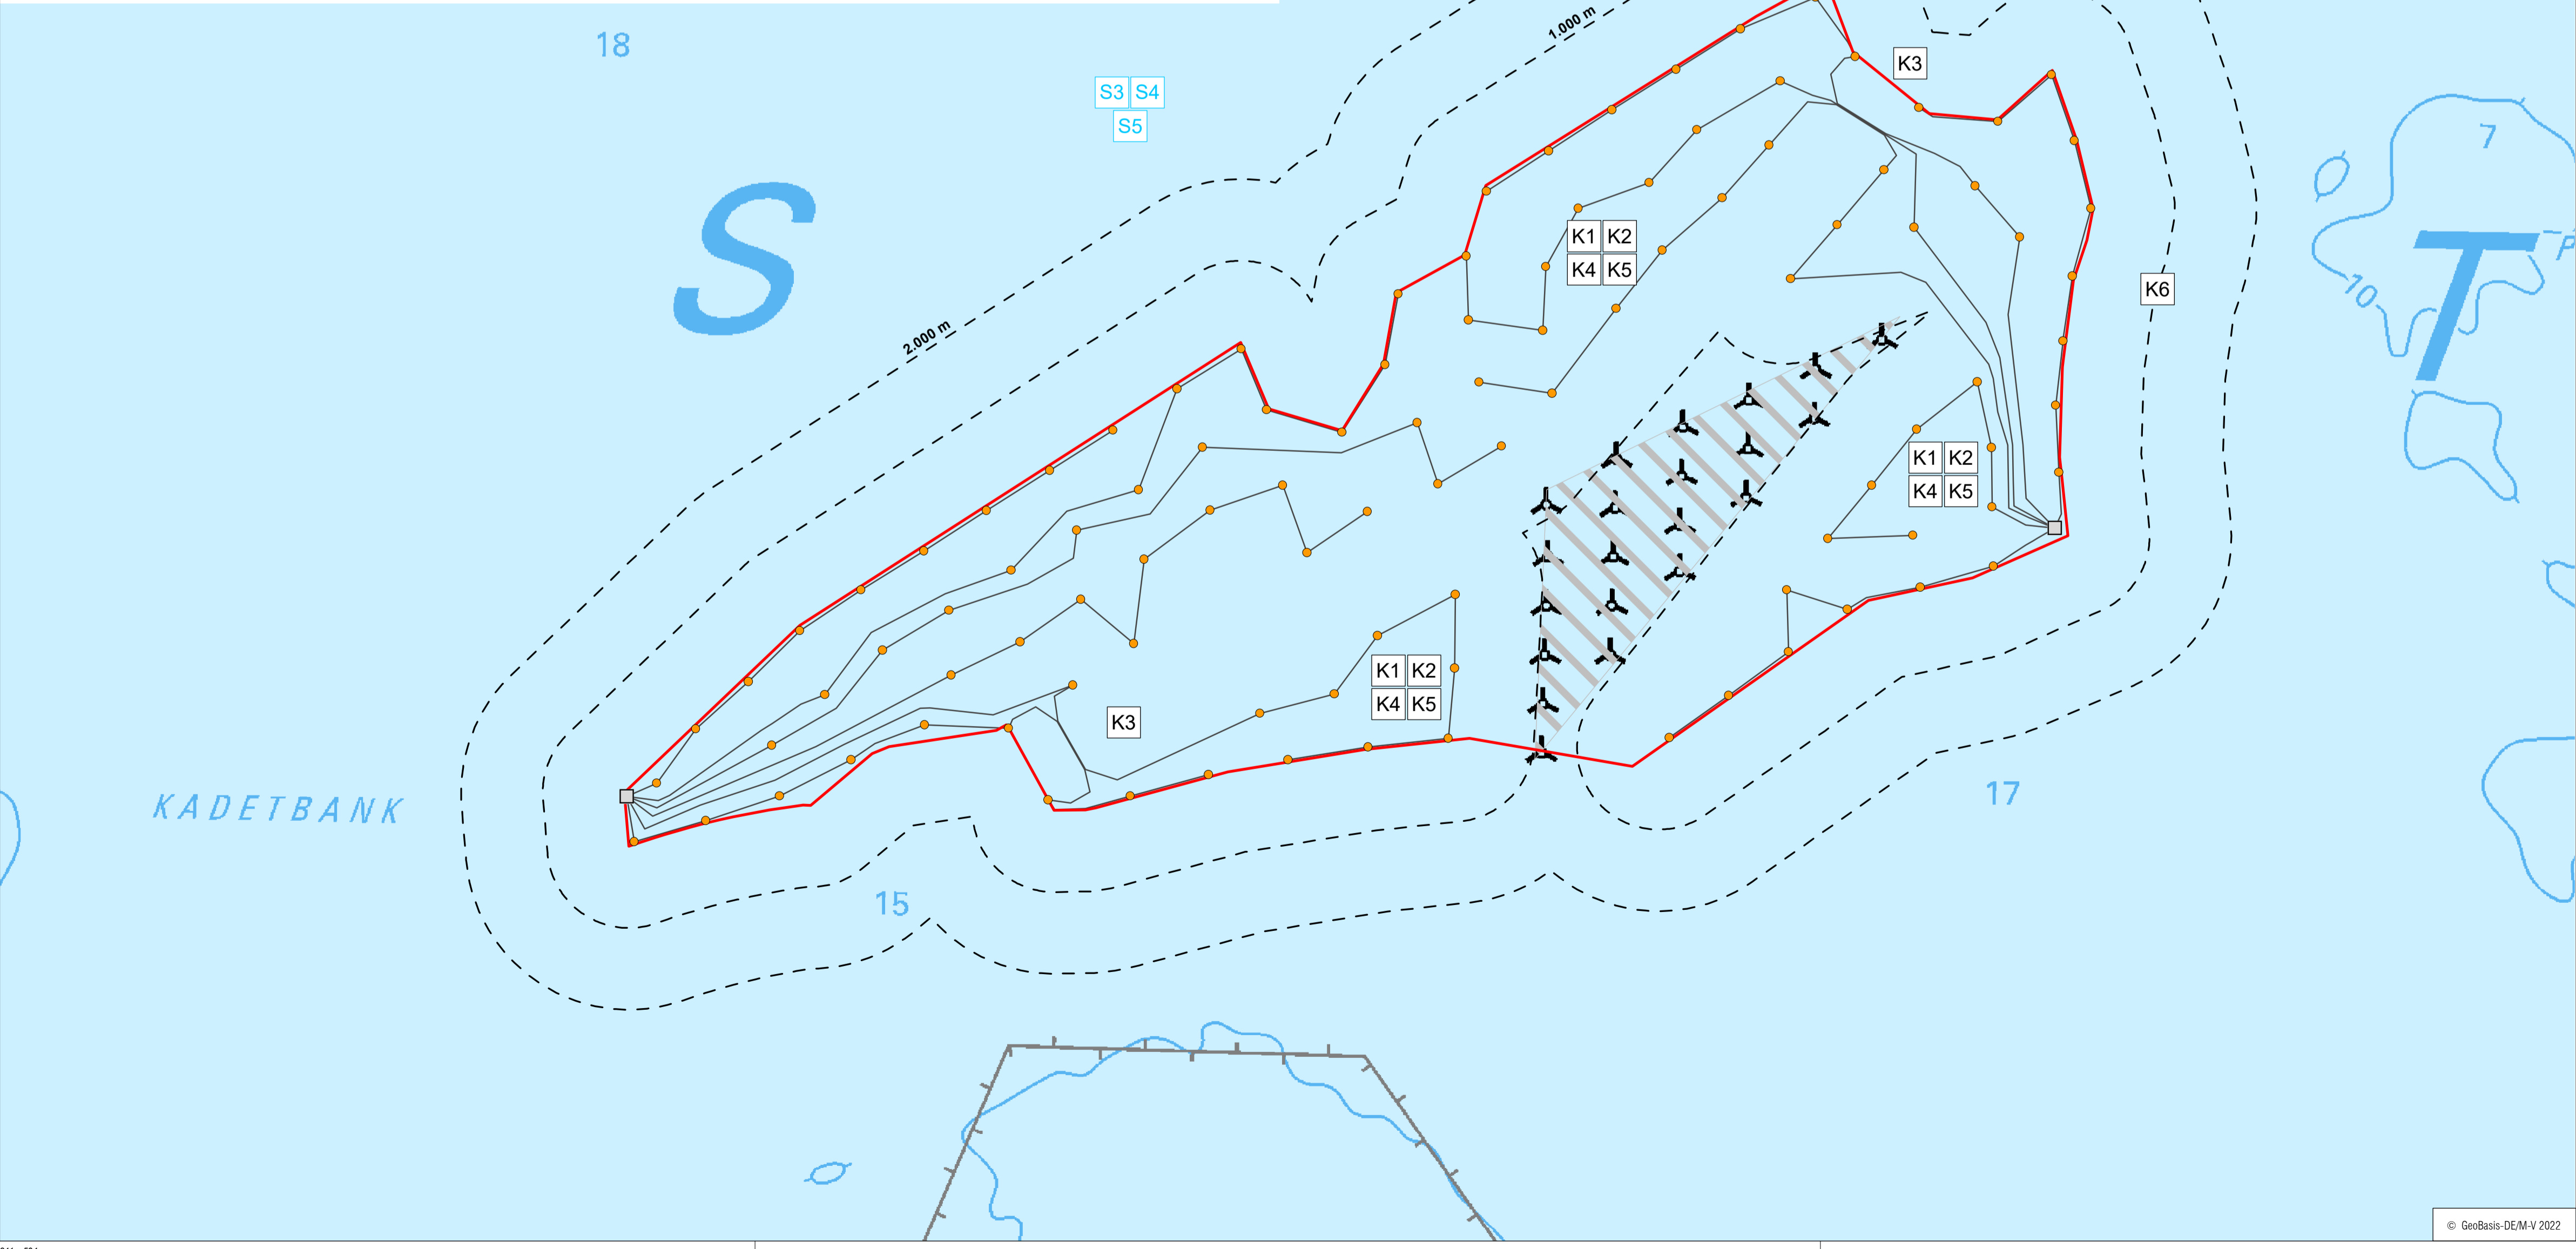 18
1.000 m
K3
S3 S4
S5
7
S
K1 K2
K4 K5
T
P
10
K6
2.000 m
K1 K2
K4 K5
K1 K2
K4 K5
K3
KADETBANK
17
15
© GeoBasis-DE/M-V 2022